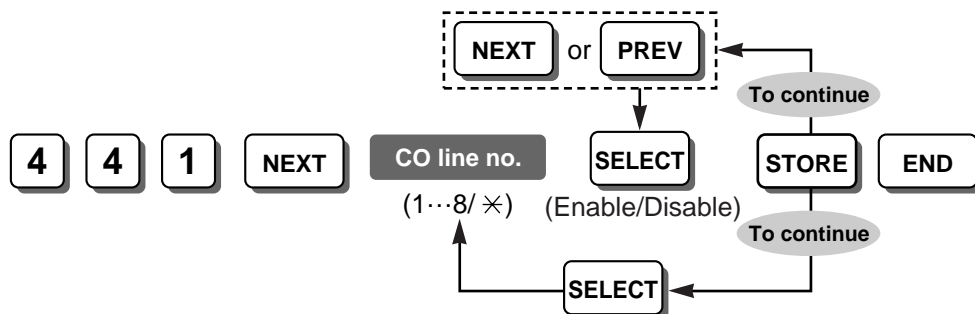 NEXT or PREV
To continue
4 4 1 NEXT CO line no. SELECT STORE END
(1···8/ ✳) (Enable/Disable)
To continue
SELECT